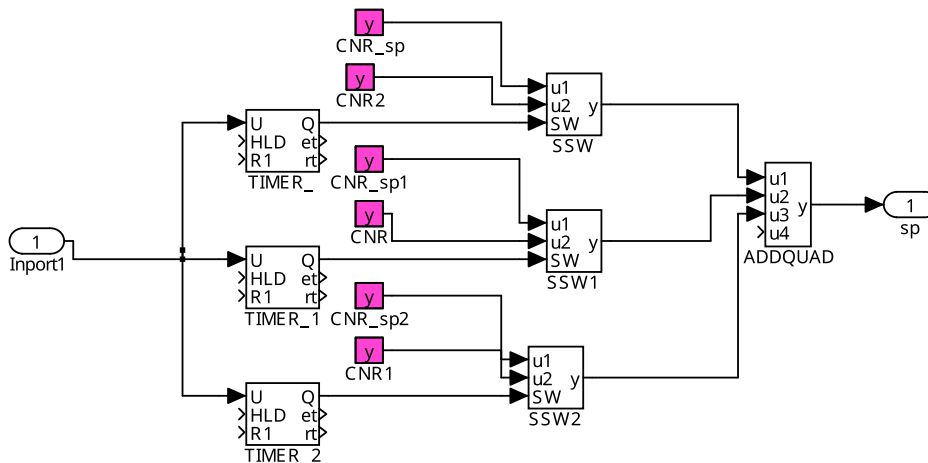 y
CNR_sp
y
CNR2
u1
u2 y
SW
SSW
U Q
HLD et
R1 rt
TIMER_
y
CNR_sp1
y
CNR
u1
u2 y
SW
SSW1
u1
u2
u3 y
u4
ADDQUAD
1
sp
1
Inport1
U Q
HLD et
R1 rt
TIMER_1
y
CNR_sp2
y
CNR1
u1
u2 y
SW
SSW2
U Q
HLD et
R1 rt
TIMER_2